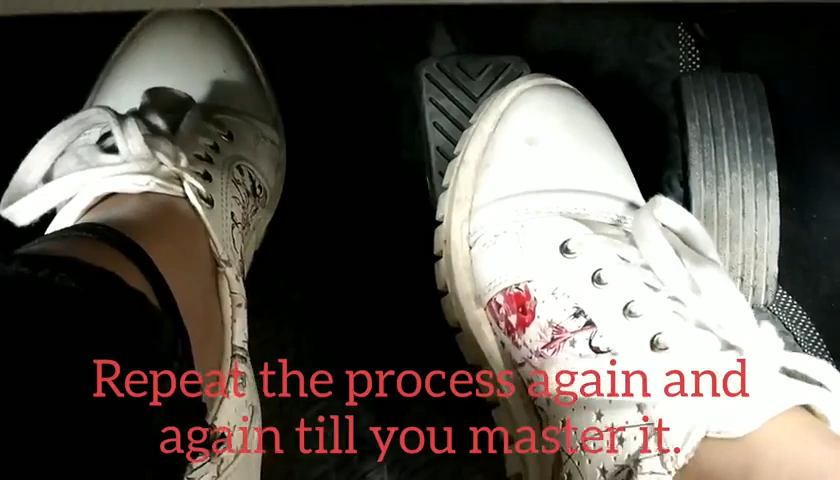 Repeat the process again and
again till you master it.